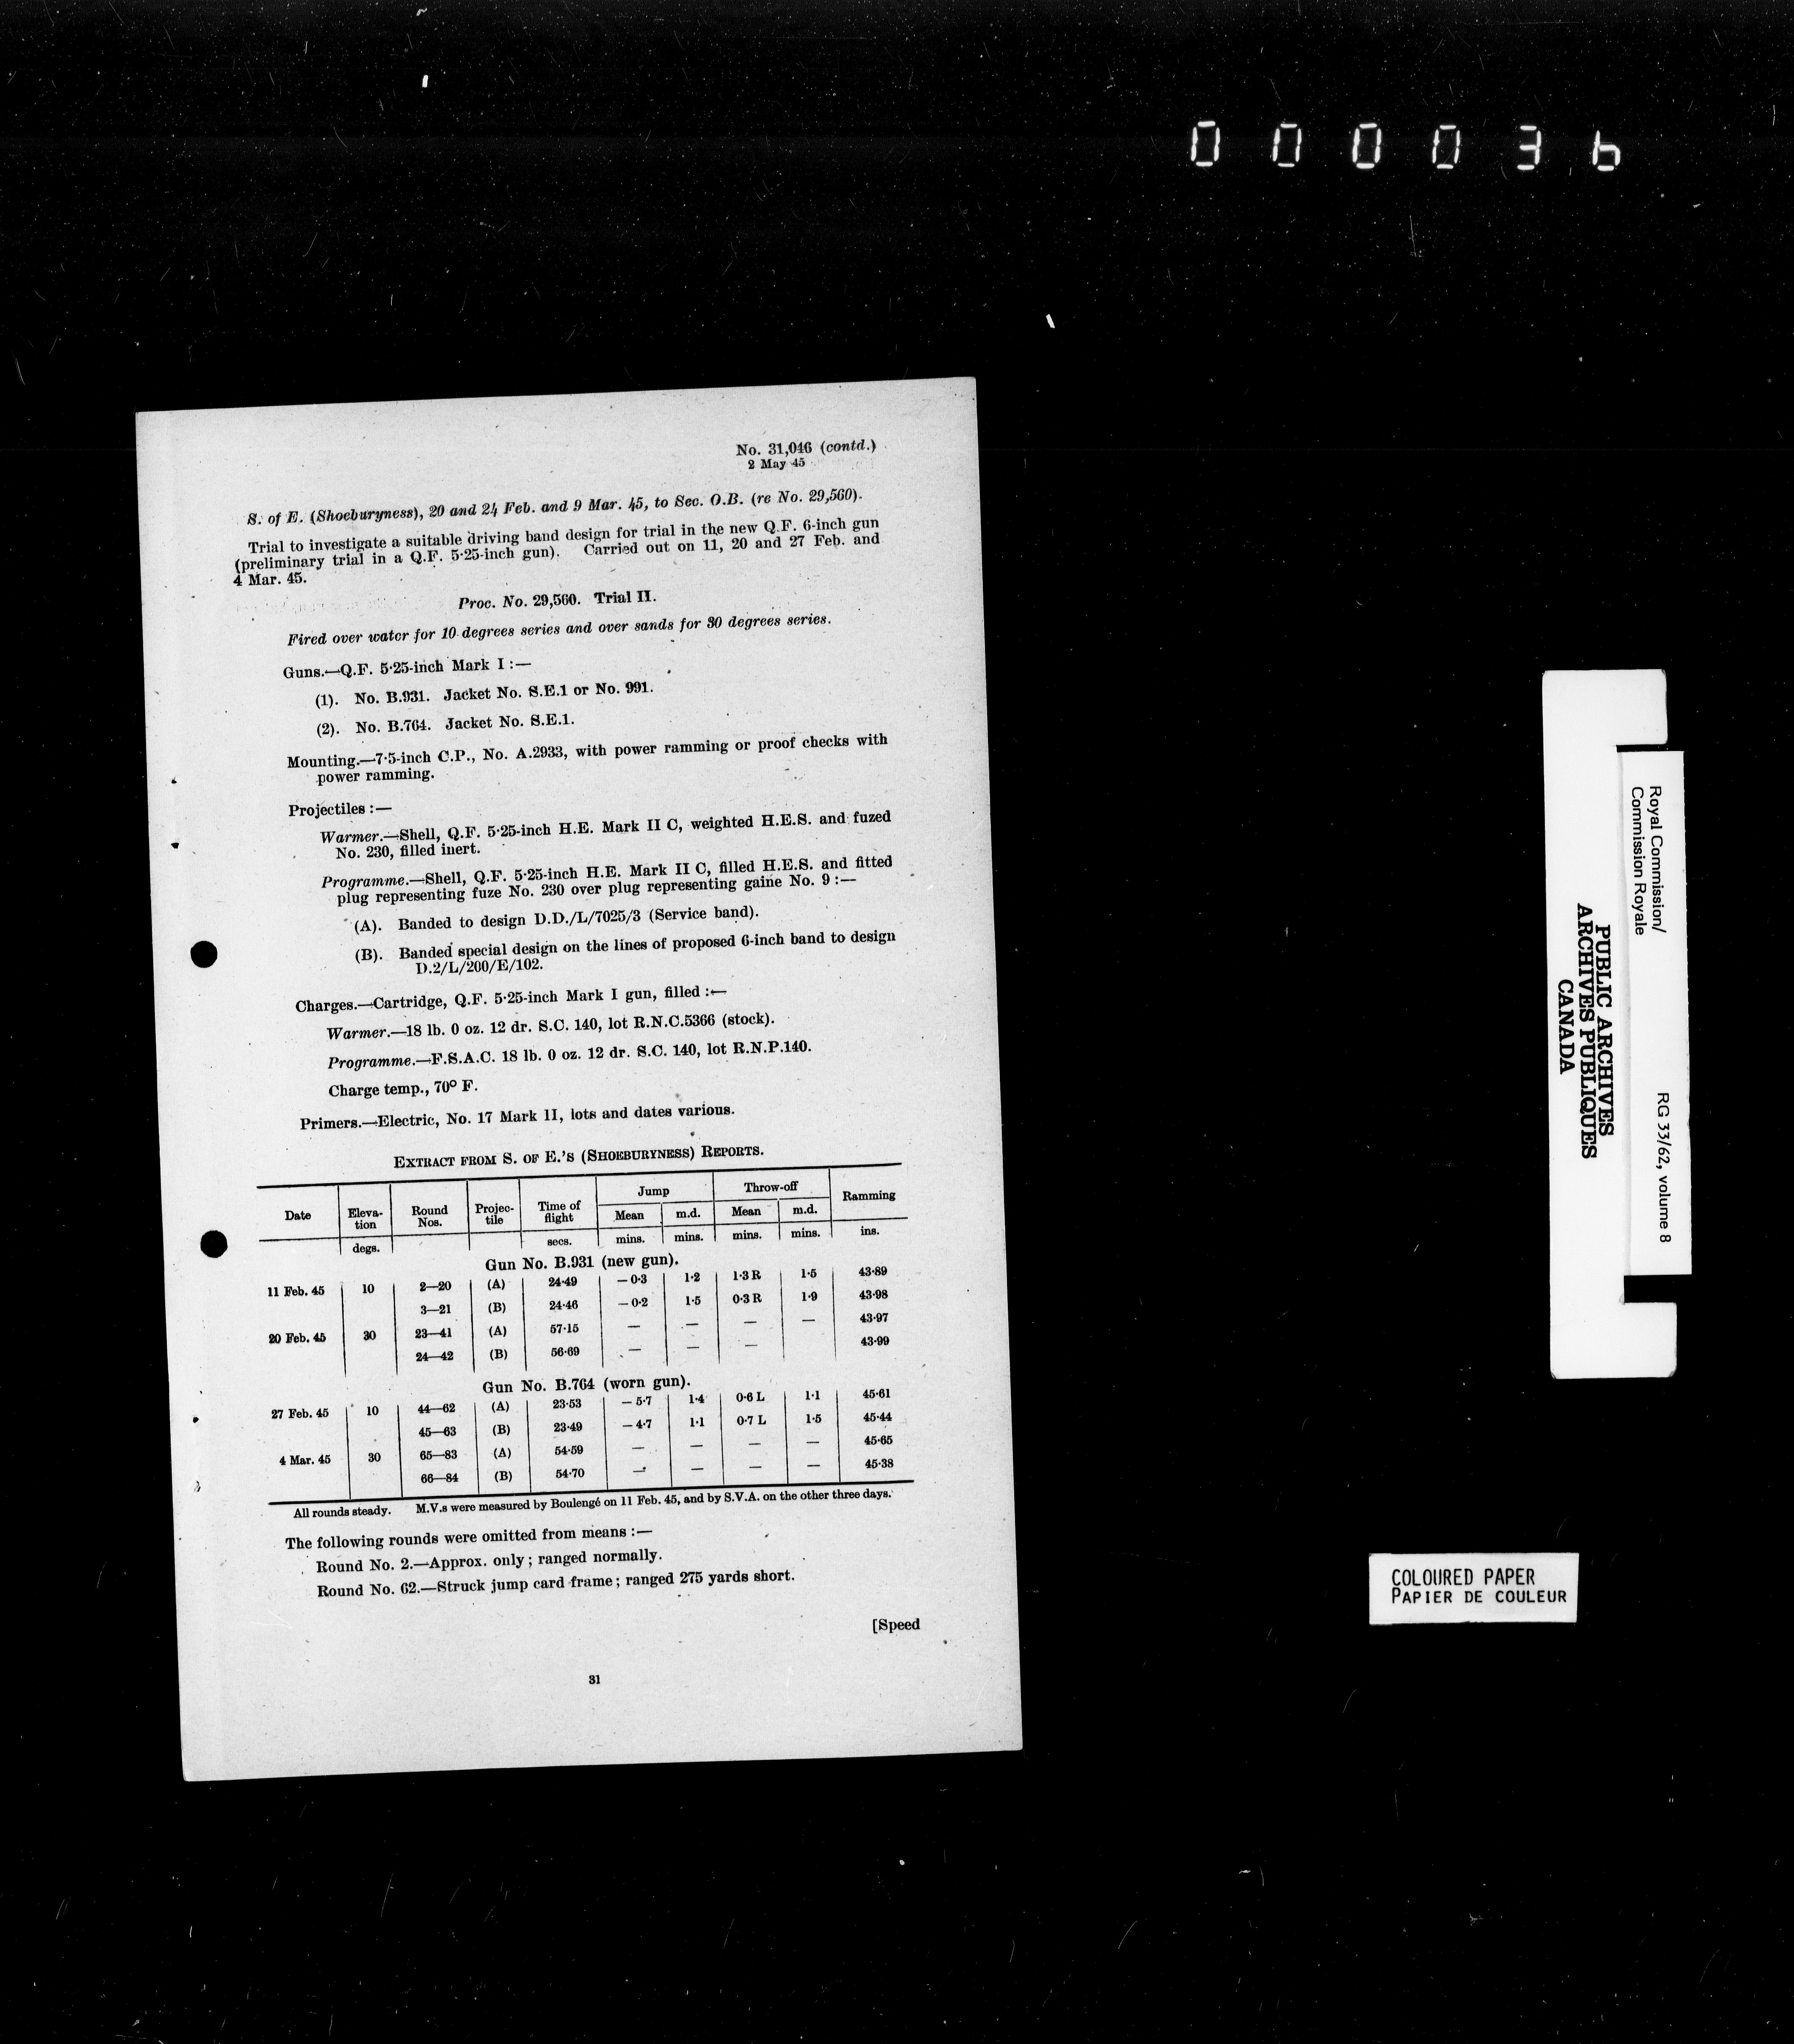 0 0 0 0 3 6
No. 31,046 (contd.)
2 May 45
S. of E. (Shoeburyness), 20 and 24 Feb. and 9 Mar. 45, to Sec. O.B. (re No. 29,560).
Trial to investigate a suitable driving band design for trial in the new Q.F. 6-inch gun
(preliminary trial in a Q.F. 5·25-inch gun). Carried out on 11, 20 and 27 Feb. and
4 Mar. 45.
Proc. No. 29,560. Trial II.
Fired over water for 10 degrees series and over sands for 30 degrees series.
Guns.—Q.F. 5·25-inch Mark I :—
(1). No. B.931. Jacket No. S.E.1 or No. 991.
(2). No. B.764. Jacket No. S.E.1.
Mounting.—7·5-inch C.P., No. A.2933, with power ramming or proof checks with
power ramming.
Projectiles :—
Warmer.—Shell, Q.F. 5·25-inch H.E. Mark II C, weighted H.E.S. and fuzed
No. 230, filled inert.
Programme.—Shell, Q.F. 5·25-inch H.E. Mark II C, filled H.E.S. and fitted
plug representing fuze No. 230 over plug representing gaine No. 9 :—
(A). Banded to design D.D./L/7025/3 (Service band).
(B). Banded special design on the lines of proposed 6-inch band to design
D.2/L/200/E/102.
Charges.—Cartridge, Q.F. 5·25-inch Mark I gun, filled :—
Warmer.—18 lb. 0 oz. 12 dr. S.C. 140, lot R.N.C.5366 (stock).
Programme.—F.S.A.C. 18 lb. 0 oz. 12 dr. S.C. 140, lot R.N.P.140.
Charge temp., 70° F.
Primers.—Electric, No. 17 Mark II, lots and dates various.
EXTRACT FROM S. OF E.'S (SHOEBURYNESS) REPORTS.
Date Eleva-tion Round Nos. Projec-tile Time of flight Jump Throw-off Ramming
Mean m.d. Mean m.d.
degs. secs. mins. mins. mins. mins. ins.
Gun No. B.931 (new gun).
11 Feb. 45 10 2—20 (A) 24·49 — 0·3 1·2 1·3 R 1·5 43·89
3—21 (B) 24·46 — 0·2 1·5 0·3 R 1·9 43·98
20 Feb. 45 30 23—41 (A) 57·15 — — — — 43·97
24—42 (B) 56·69 — — — 43·99
Gun No. B.764 (worn gun).
27 Feb. 45 10 44—62 (A) 23·53 — 5·7 1·4 0·6 L 1·1 45·61
45—63 (B) 23·49 — 4·7 1·1 0·7 L 1·5 45·44
4 Mar. 45 30 65—83 (A) 54·59 — — — — 45·65
66—84 (B) 54·70 — — — — 45·38
All rounds steady. M.V.s were measured by Boulengé on 11 Feb. 45, and by S.V.A. on the other three days.
The following rounds were omitted from means :—
Round No. 2.—Approx. only ; ranged normally.
Round No. 62.—Struck jump card frame ; ranged 275 yards short.
[Speed
31
Royal Commission/
Commission Royale
RG 33/62, volume 8
PUBLIC ARCHIVES
ARCHIVES PUBLIQUES
CANADA
COLOURED PAPER
PAPIER DE COULEUR